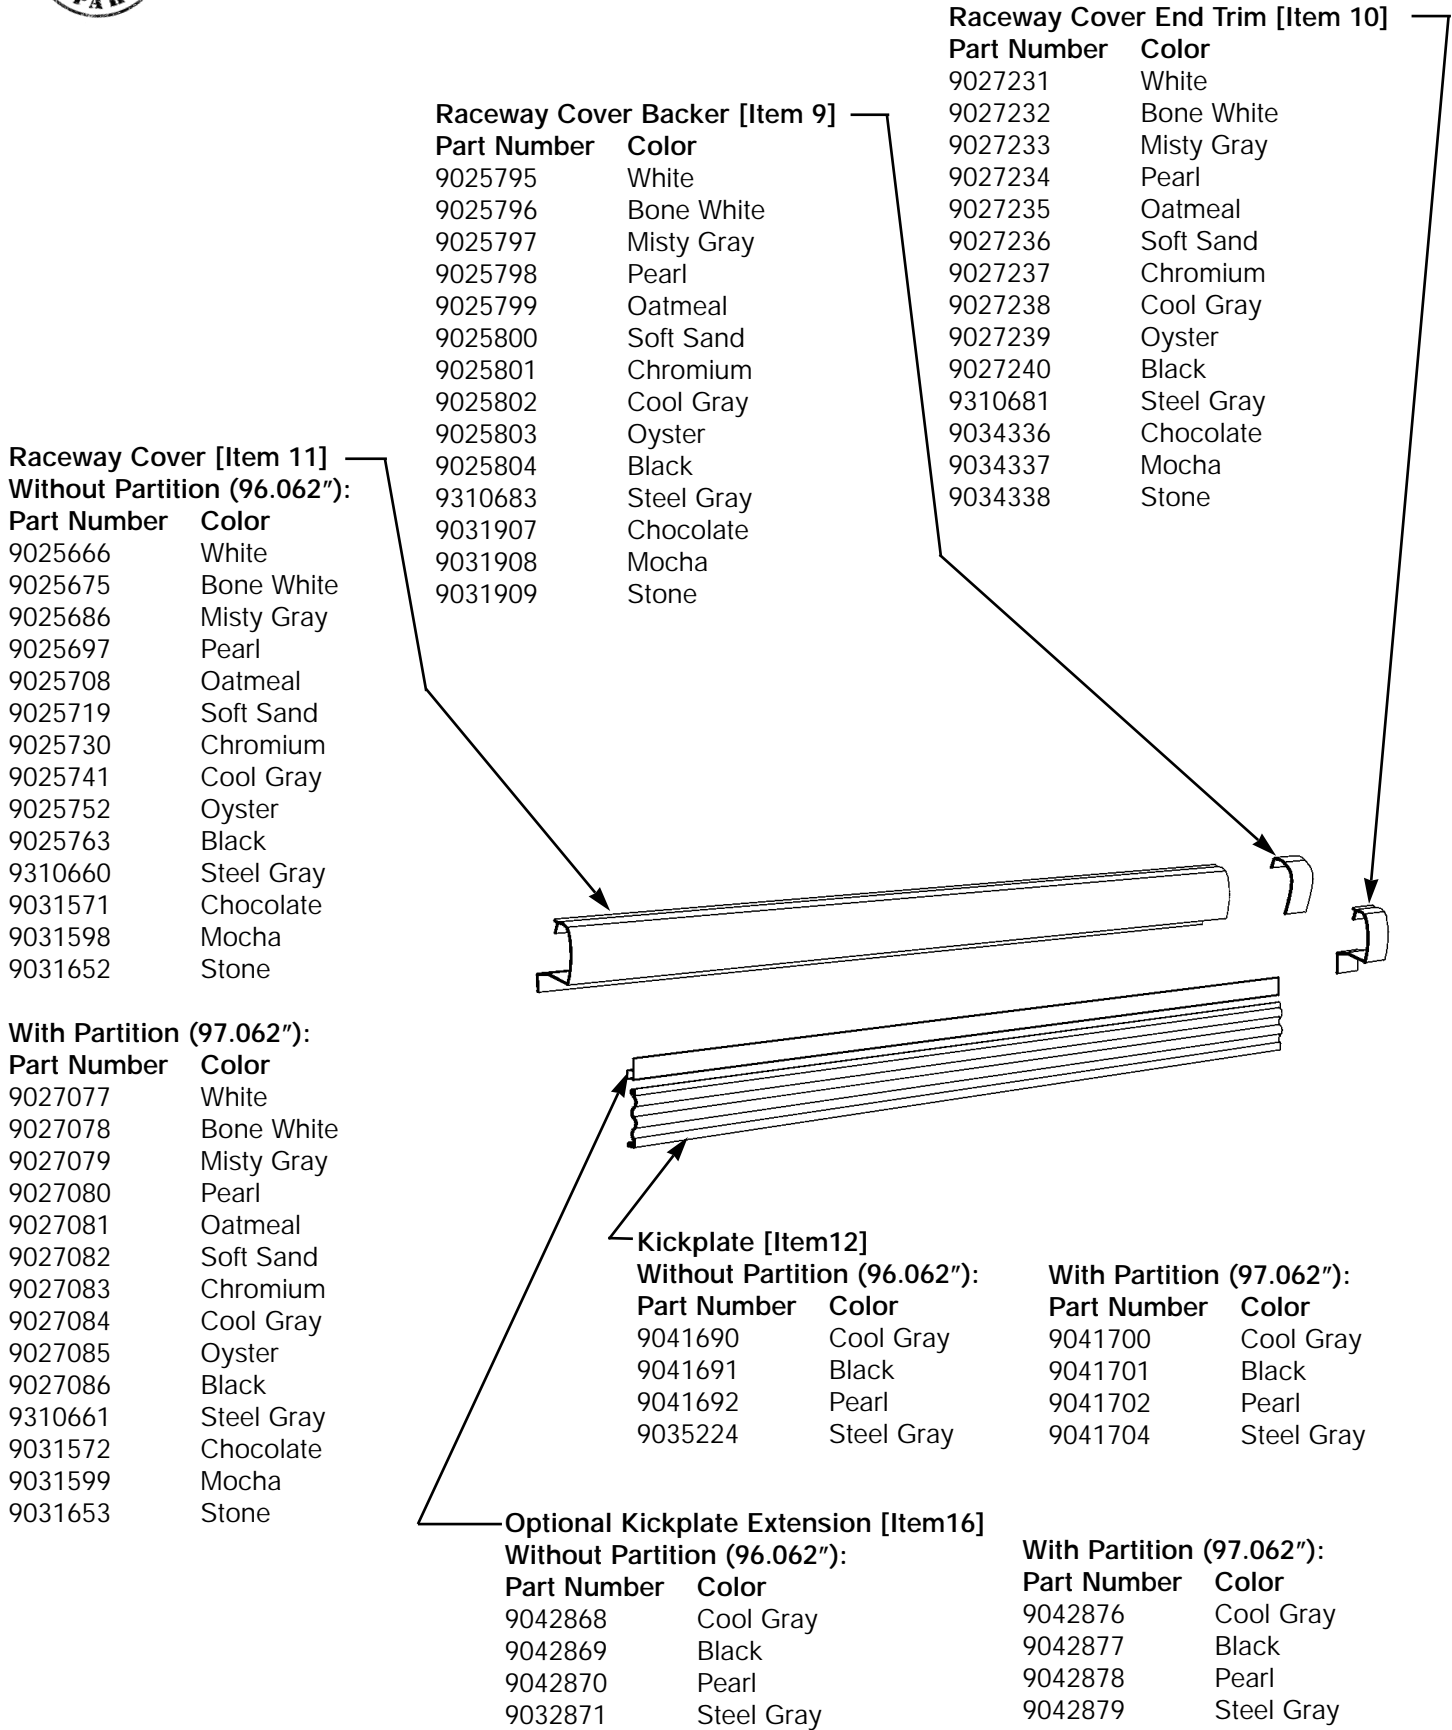 PAR
Raceway Cover End Trim [Item 10]
Part Number Color
9027231 White
9027232 Bone White
9027233 Misty Gray
9027234 Pearl
9027235 Oatmeal
9027236 Soft Sand
9027237 Chromium
9027238 Cool Gray
9027239 Oyster
9027240 Black
9310681 Steel Gray
9034336 Chocolate
9034337 Mocha
9034338 Stone
Raceway Cover Backer [Item 9]
Part Number Color
9025795 White
9025796 Bone White
9025797 Misty Gray
9025798 Pearl
9025799 Oatmeal
9025800 Soft Sand
9025801 Chromium
9025802 Cool Gray
9025803 Oyster
9025804 Black
9310683 Steel Gray
9031907 Chocolate
9031908 Mocha
9031909 Stone
Raceway Cover [Item 11]
Without Partition (96.062″):
Part Number Color
9025666 White
9025675 Bone White
9025686 Misty Gray
9025697 Pearl
9025708 Oatmeal
9025719 Soft Sand
9025730 Chromium
9025741 Cool Gray
9025752 Oyster
9025763 Black
9310660 Steel Gray
9031571 Chocolate
9031598 Mocha
9031652 Stone
With Partition (97.062″):
Part Number Color
9027077 White
9027078 Bone White
9027079 Misty Gray
9027080 Pearl
9027081 Oatmeal
9027082 Soft Sand
9027083 Chromium
9027084 Cool Gray
9027085 Oyster
9027086 Black
9310661 Steel Gray
9031572 Chocolate
9031599 Mocha
9031653 Stone
Kickplate [Item12]
Without Partition (96.062″):
Part Number Color
9041690 Cool Gray
9041691 Black
9041692 Pearl
9035224 Steel Gray
With Partition (97.062″):
Part Number Color
9041700 Cool Gray
9041701 Black
9041702 Pearl
9041704 Steel Gray
Optional Kickplate Extension [Item16]
Without Partition (96.062″):
Part Number Color
9042868 Cool Gray
9042869 Black
9042870 Pearl
9032871 Steel Gray
With Partition (97.062″):
Part Number Color
9042876 Cool Gray
9042877 Black
9042878 Pearl
9042879 Steel Gray